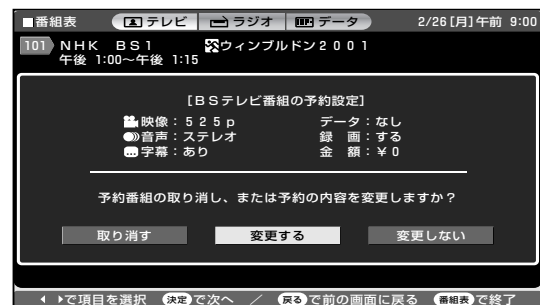 ■番組表 テレビ ラジオ データ 2/26[月]午前 9:00
101 NHK BS1 ウィンブルドン2001
午後 1:00~午後 1:15
[BSテレビ番組の予約設定]
映像:525p データ:なし
音声:ステレオ 録 画:する
字幕:あり 金 額:¥0
予約番組の取り消し、または予約の内容を変更しますか?
取り消す 変更する 変更しない
で項目を選択 決定で次へ / 戻るで前の画面に戻る 番組表で終了